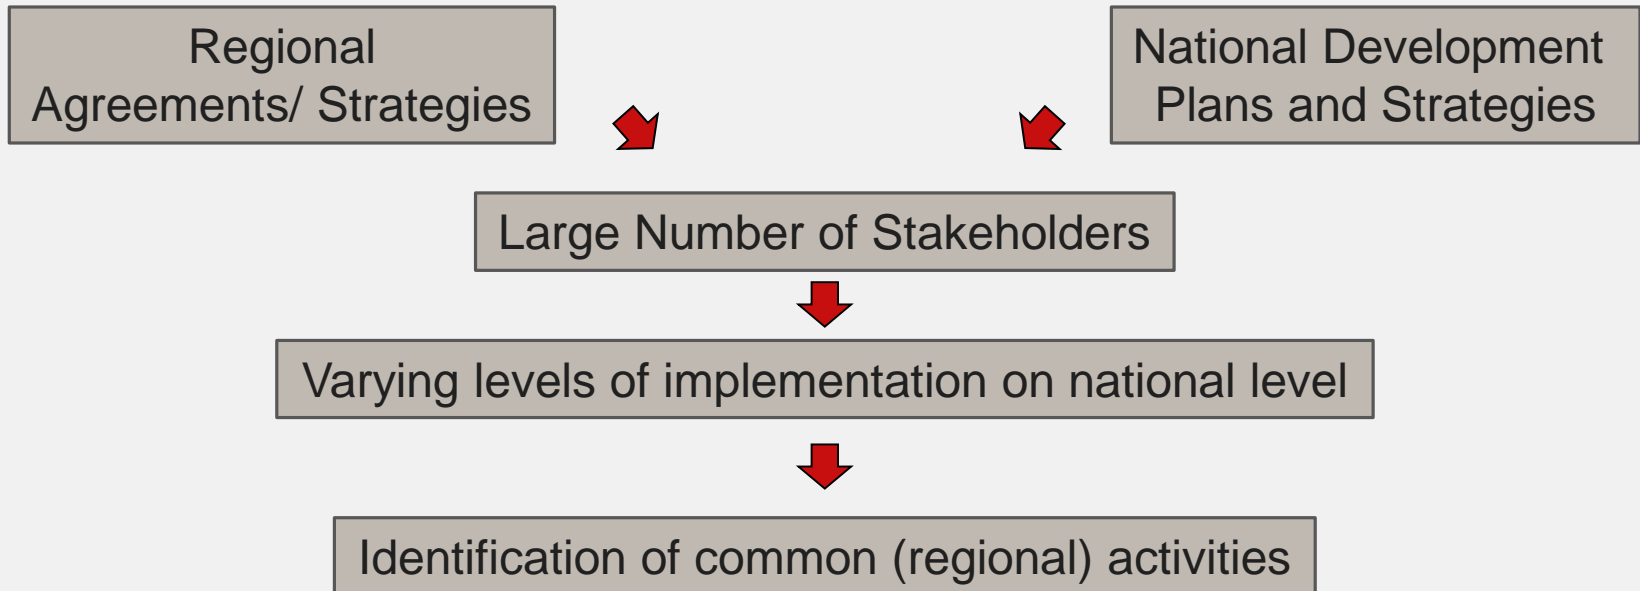 Regional
Agreements/ Strategies
National Development
Plans and Strategies
Large Number of Stakeholders
Varying levels of implementation on national level
Identification of common (regional) activities